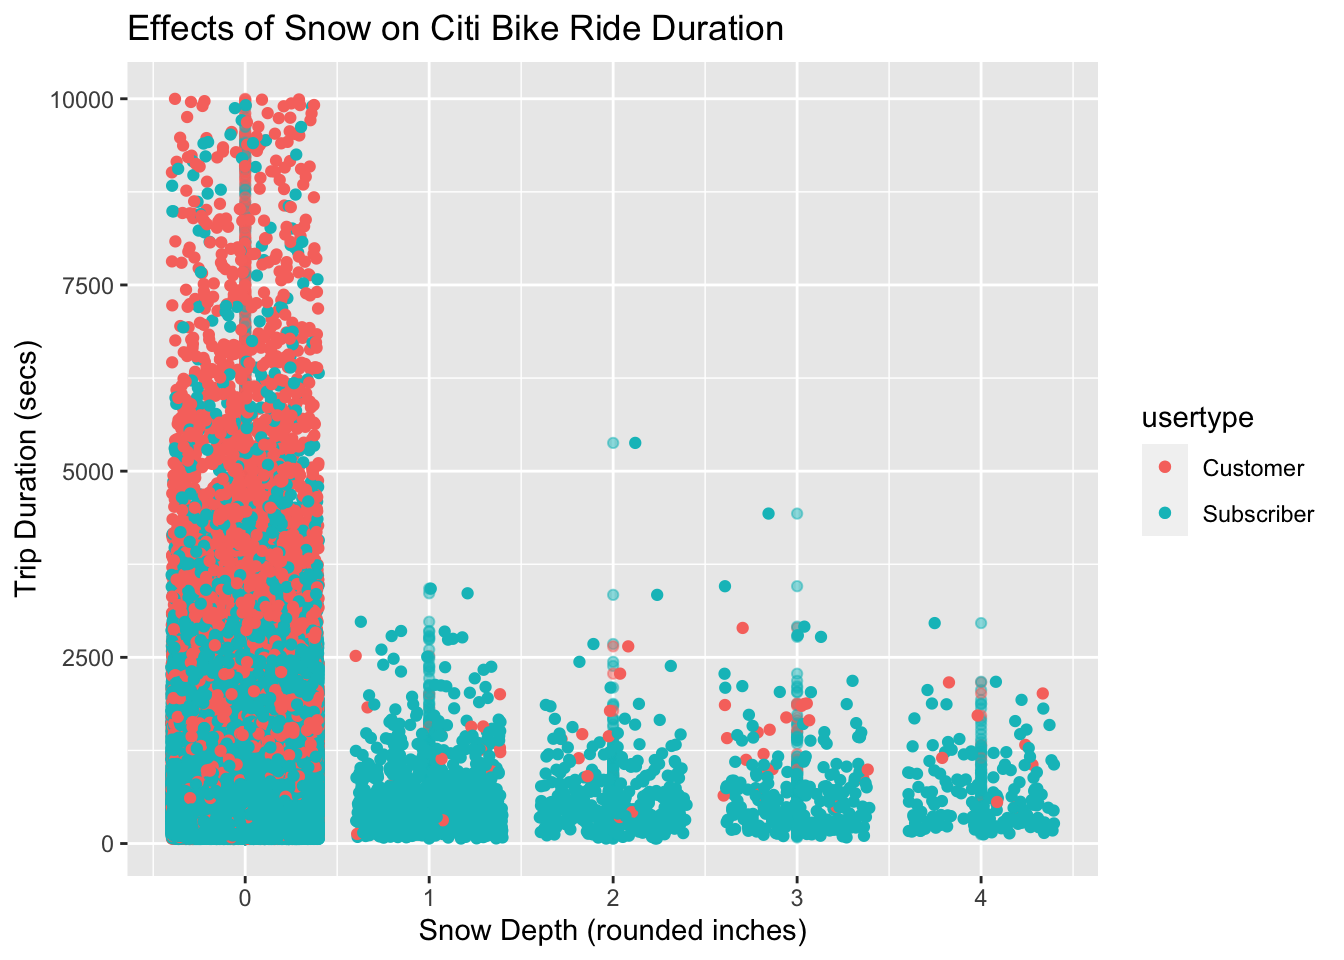 Effects of Snow on Citi Bike Ride Duration
10000
7500
5000
2500
0
Trip Duration (secs)
0 1 2 3 4
Snow Depth (rounded inches)
usertype
Customer
Subscriber